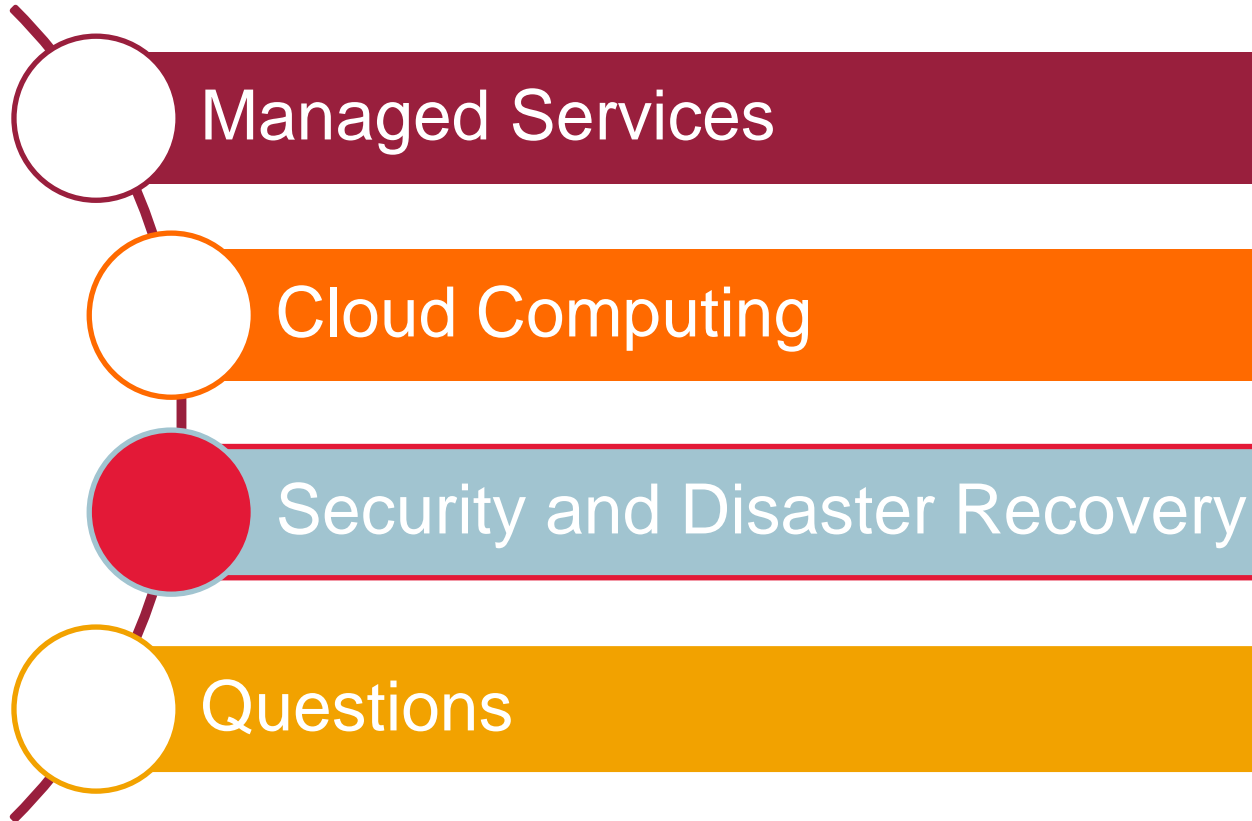 Managed Services
Cloud Computing
Security and Disaster Recovery
Questions